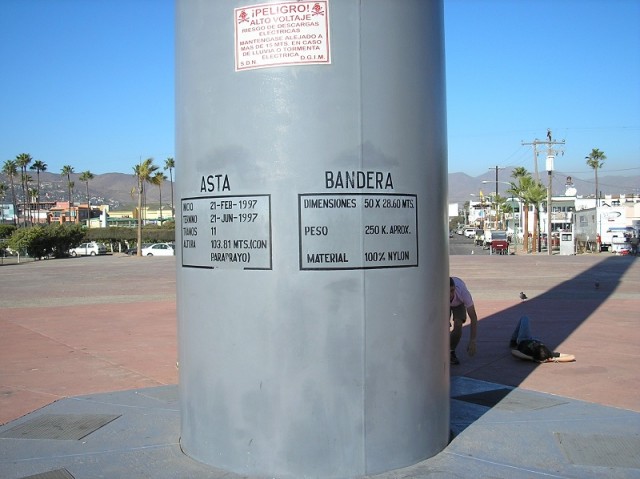 ¡PELIGRO!
ALTO VOLTAJE
RIESGO DE DESCARGAS
ELECTRICAS
MANTENGASE ALEJADO A
MAS DE 15 MTS. EN CASO
DE LLUVIA O TORMENTA
ELECTRICA
S.D.N. D.G.I.M.
ASTA
INICIO 21-FEB-1997
TERMINO 21-JUN-1997
TRAMOS 11
ALTURA 103.81 MTS.(CON
PARARRAYO)
BANDERA
DIMENSIONES 50 X 28.60 MTS.
PESO 250 K. APROX.
MATERIAL 100% NYLON